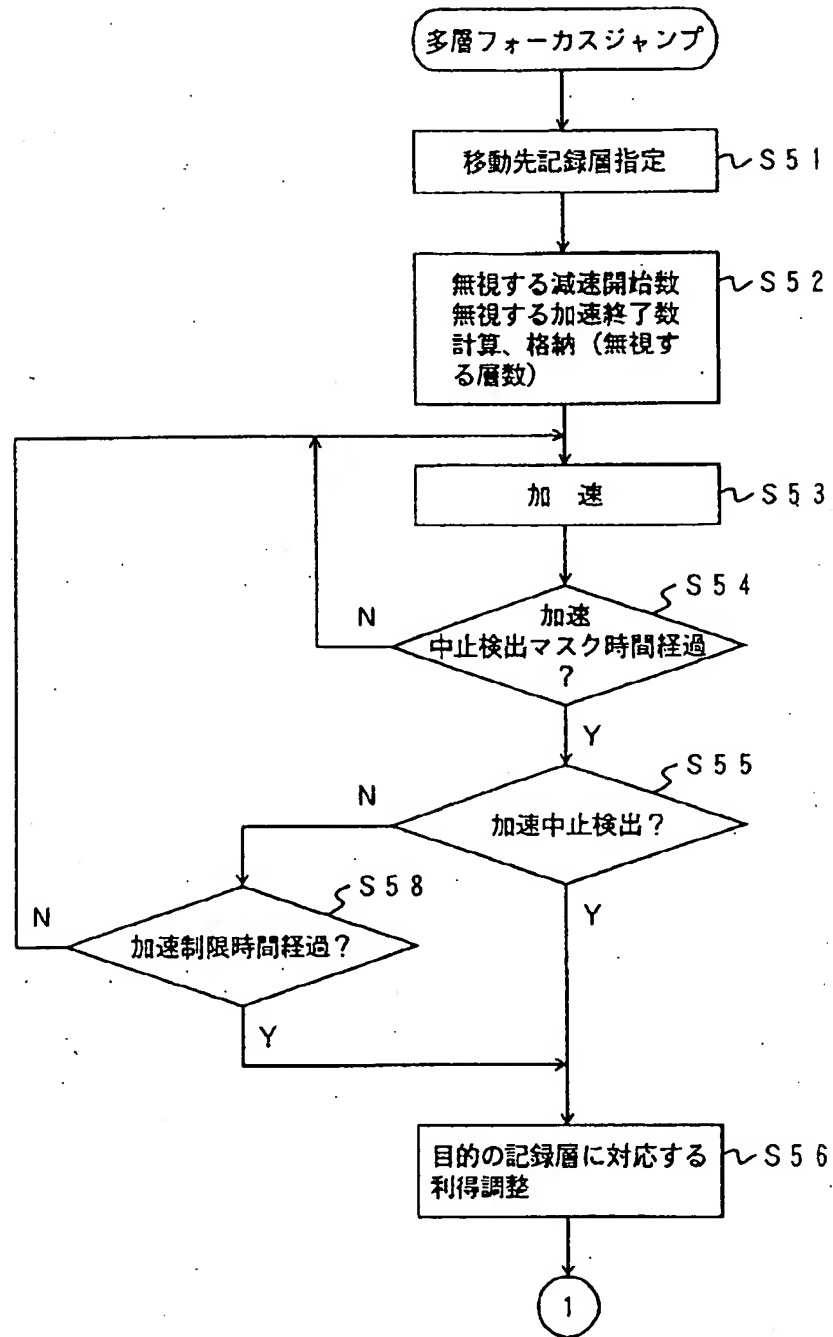 多層フォーカスジャンプ
移動先記録層指定
S51
無視する減速開始数
無視する加速終了数
計算、格納（無視す
る層数）
S52
加 速
S53
加速
中止検出マスク時間経過
?
S54
N
Y
加速中止検出?
S55
N
Y
加速制限時間経過?
S58
N
Y
目的の記録層に対応する
利得調整
S56
1